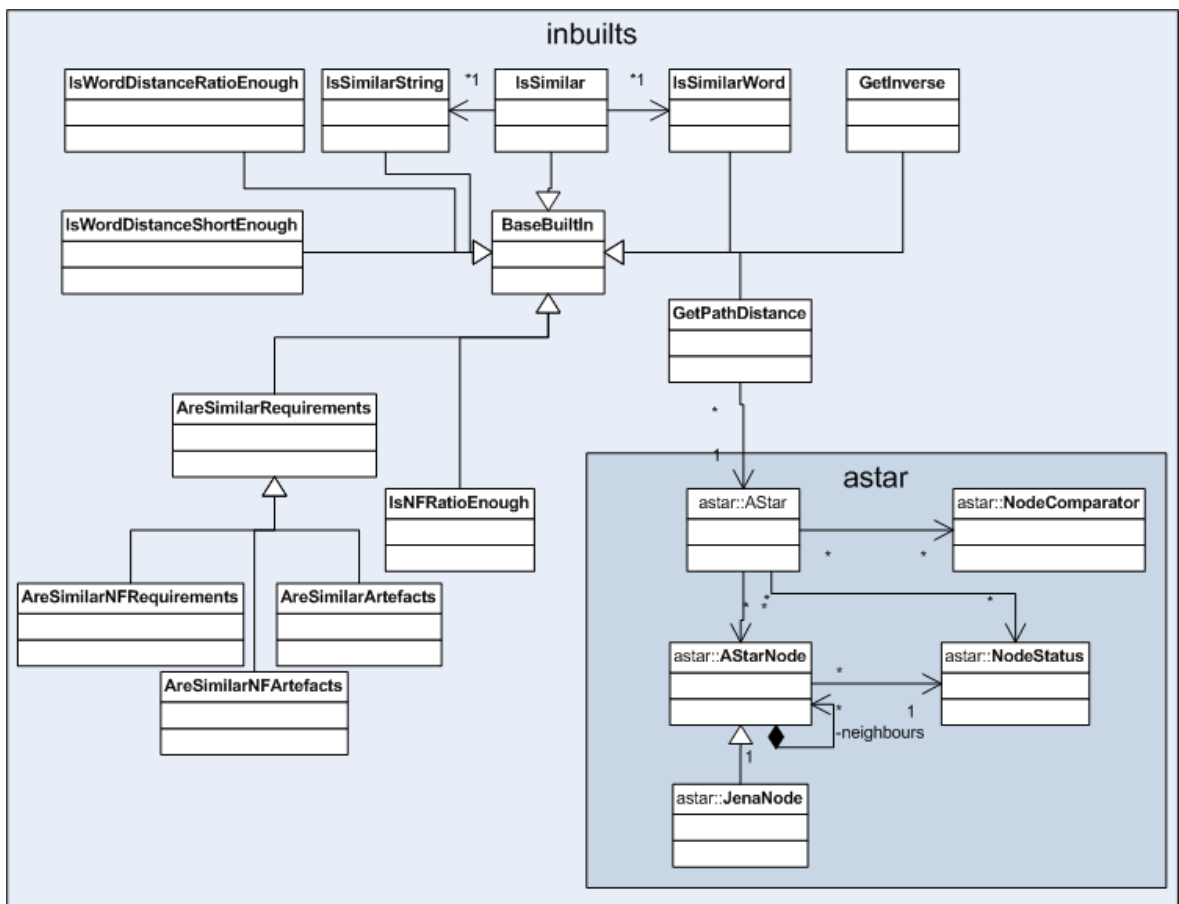 inbuilts
IsWordDistanceRatioEnough
IsSimilarString
*1
IsSimilar
*1
IsSimilarWord
GetInverse
IsWordDistanceShortEnough
BaseBuiltIn
GetPathDistance
AreSimilarRequirements
*
1
astar
IsNFRatioEnough
astar::AStar
astar::NodeComparator
*
*
AreSimilarNFRequirements
AreSimilarArtefacts
*
*
*
*
astar::AStarNode
astar::NodeStatus
AreSimilarNFArtefacts
*
*
1
-neighbours
1
astar::JenaNode